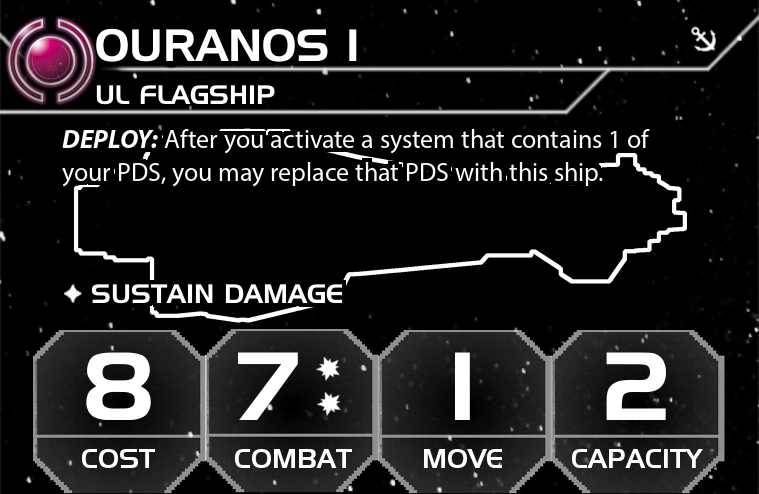 OURANOS I
UL FLAGSHIP
DEPLOY: After you activate a system that contains 1 of
your PDS, you may replace that PDS with this ship.
SUSTAIN DAMAGE
8 7 1 2
COST COMBAT MOVE CAPACITY